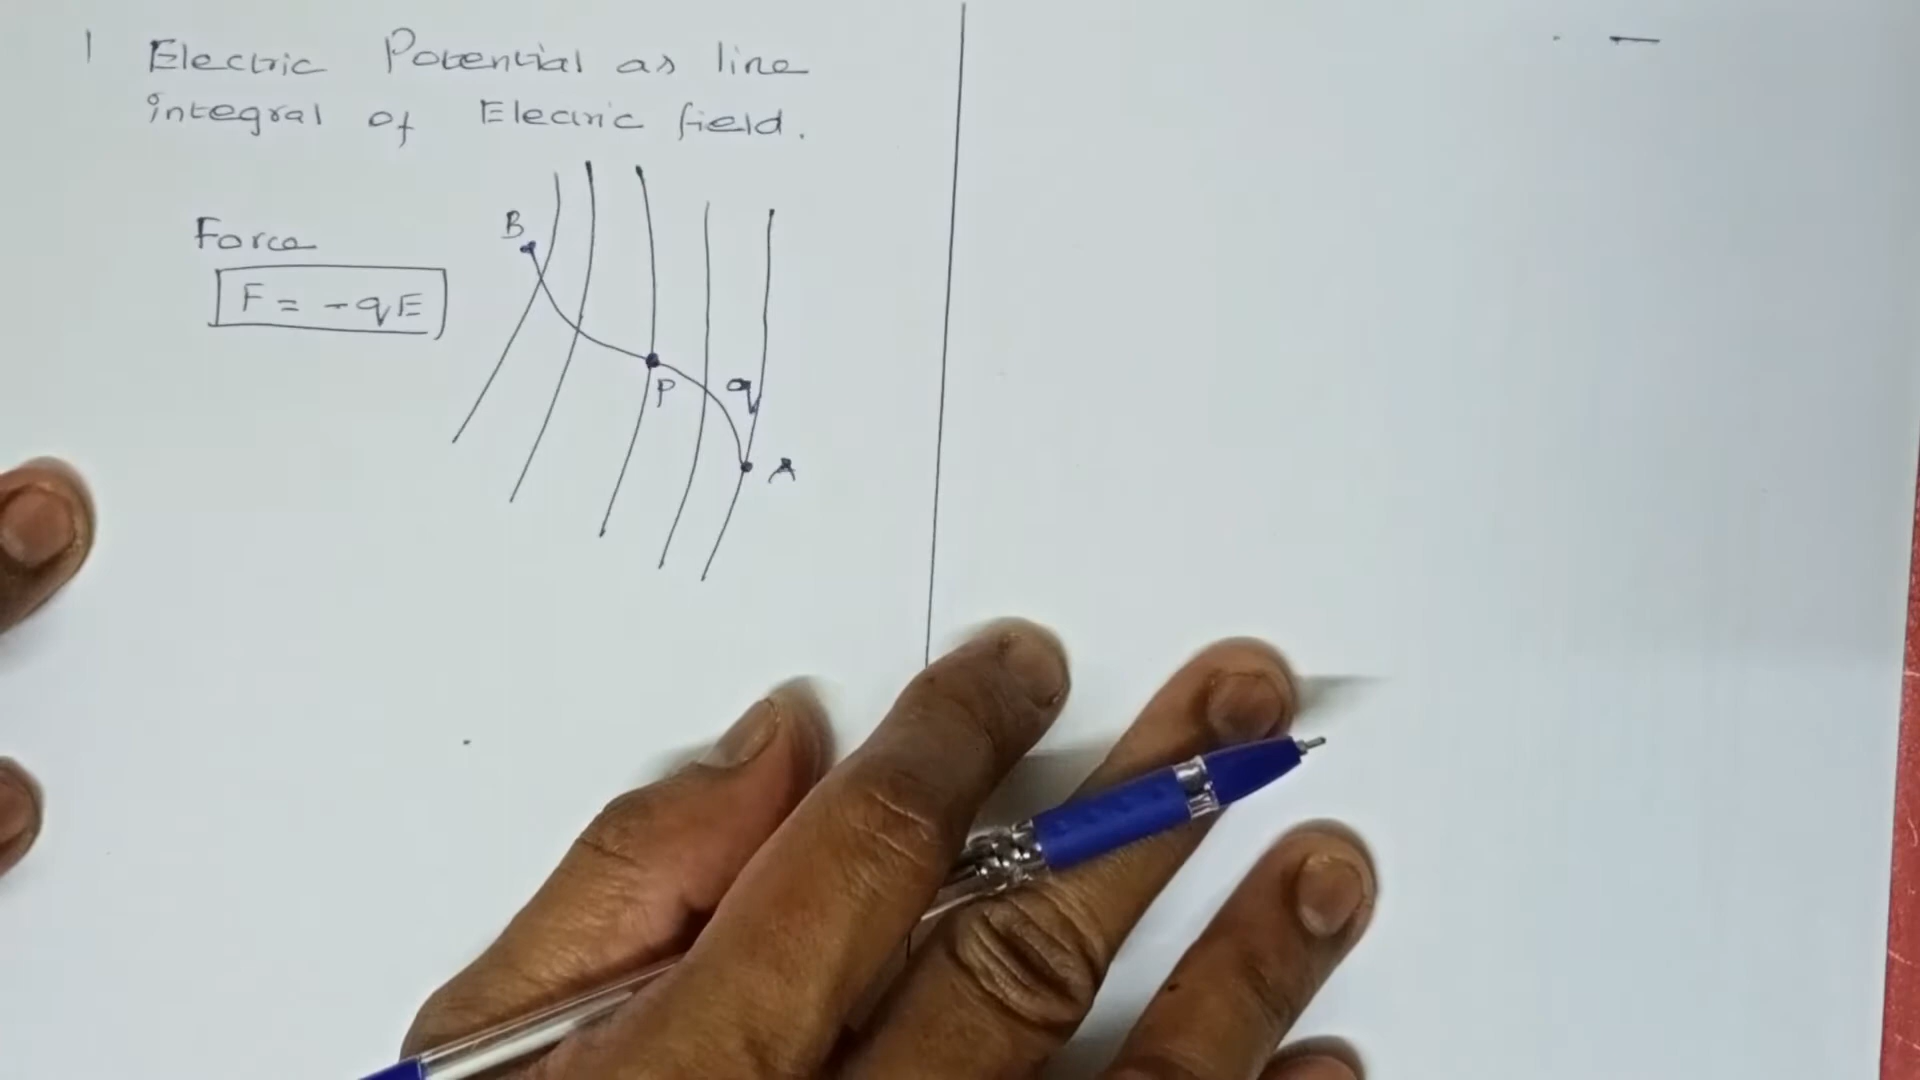 1 Electric Potential as line
integral of Electric field.
Force
F = -qE
B
P
q
A